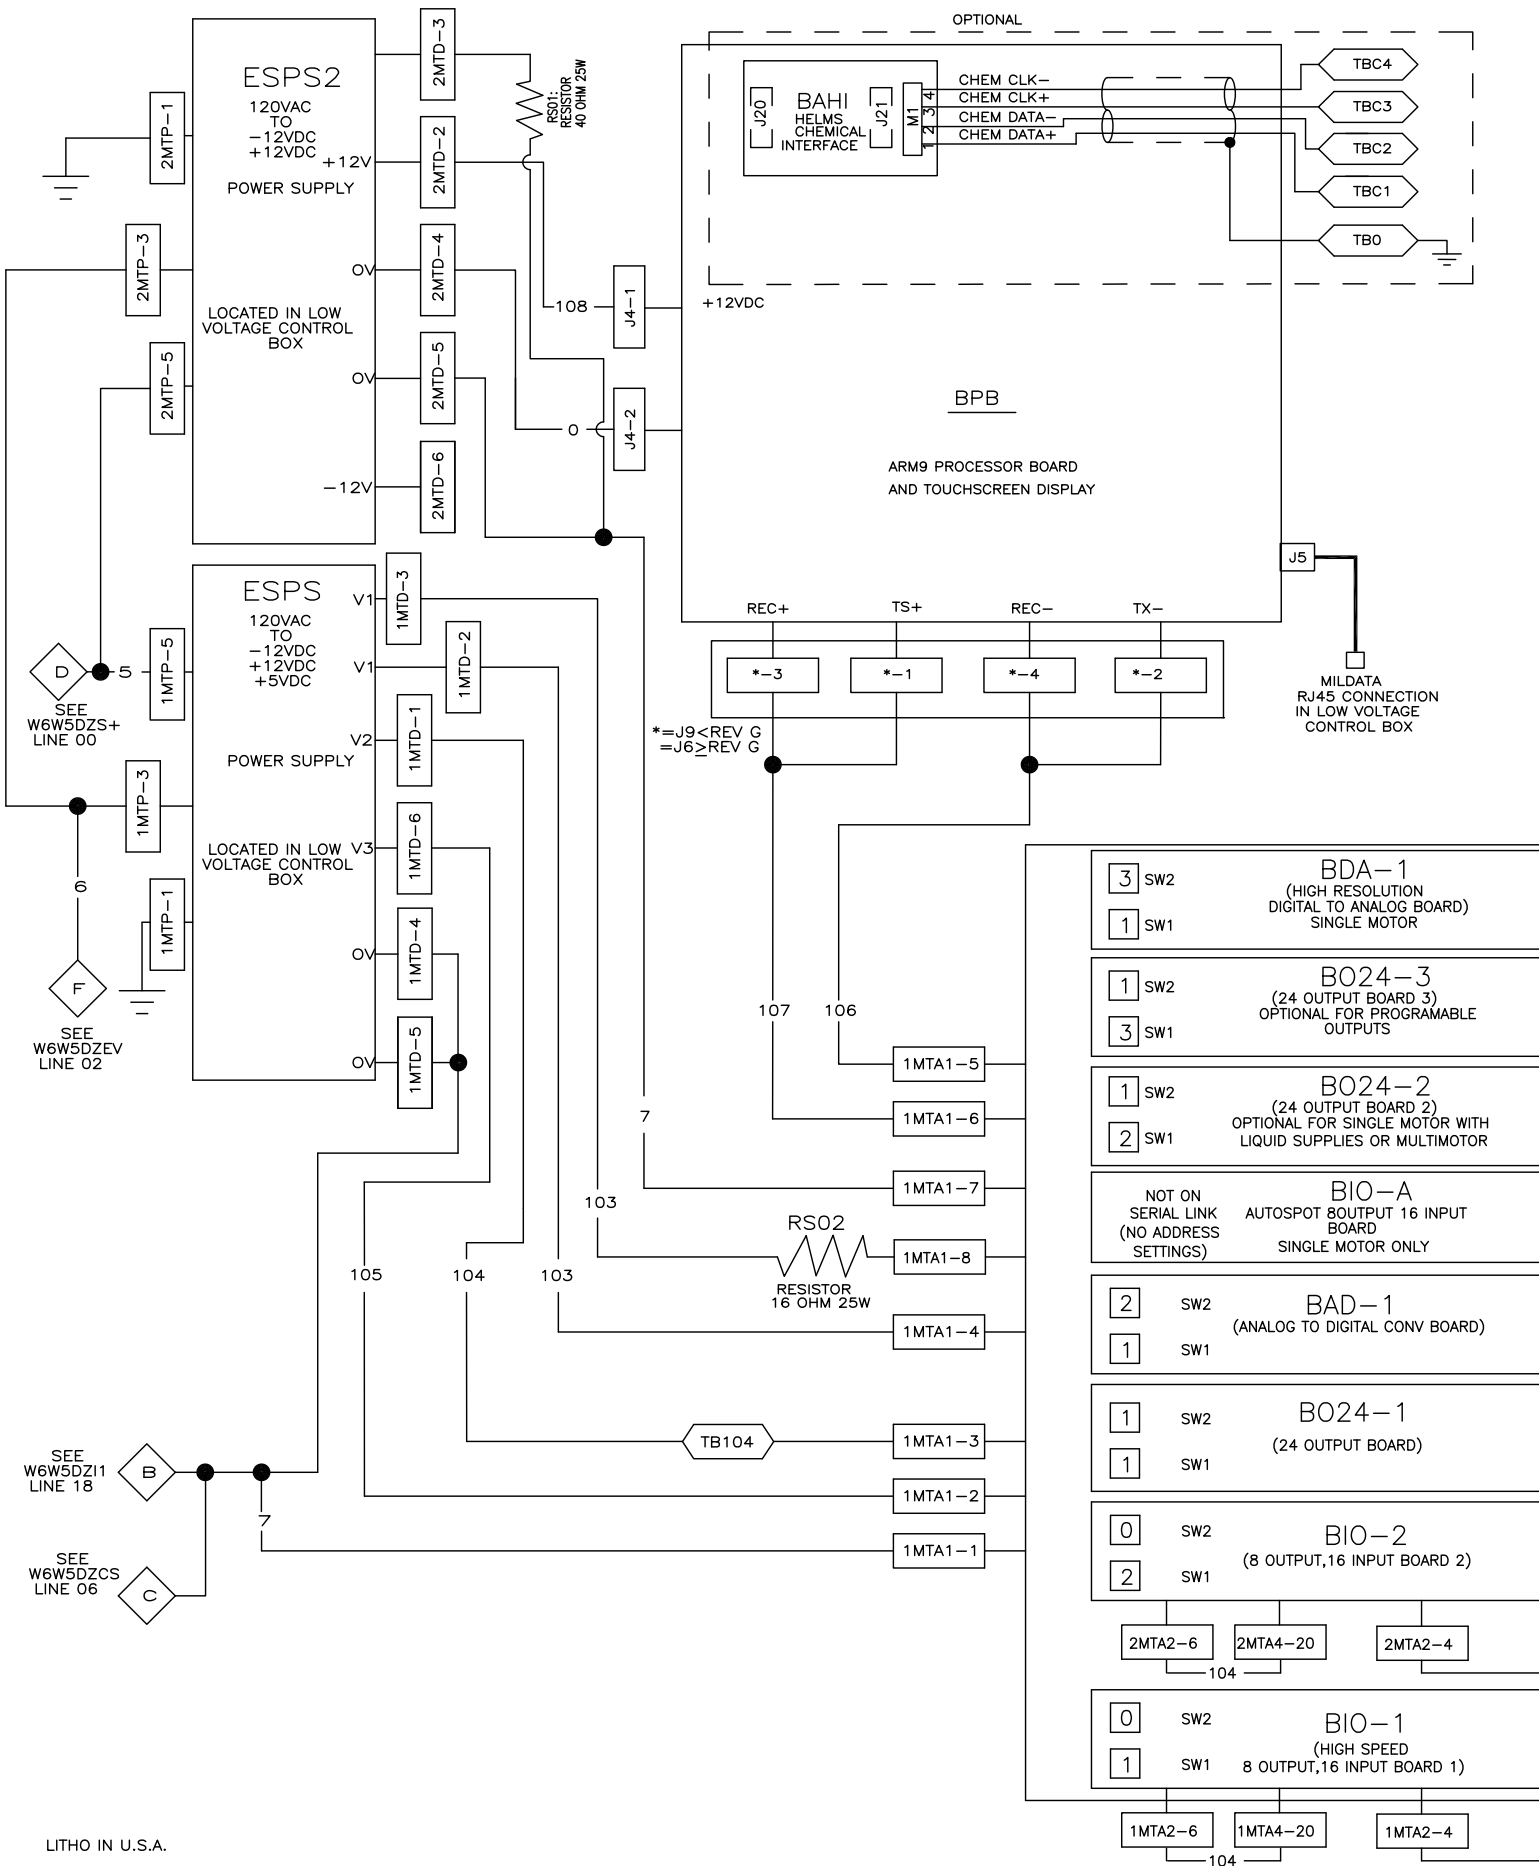 OPTIONAL
ESPS2
120VAC
TO
−12VDC
+12VDC
POWER SUPPLY
LOCATED IN LOW
VOLTAGE CONTROL
BOX
+12V
0V
0V
−12V
2MTP−1
2MTP−3
2MTP−5
2MTD−3
2MTD−2
2MTD−4
2MTD−5
2MTD−6
RS01:
RESISTOR
40 OHM 25W
108
0
J4−1
J4−2
+12VDC
J20
BAHI
HELMS
CHEMICAL
INTERFACE
J21
M1
4
3
2
1
CHEM CLK−
CHEM CLK+
CHEM DATA−
CHEM DATA+
TBC4
TBC3
TBC2
TBC1
TB0
BPB
ARM9 PROCESSOR BOARD
AND TOUCHSCREEN DISPLAY
J5
MILDATA
RJ45 CONNECTION
IN LOW VOLTAGE
CONTROL BOX
REC+
TS+
REC−
TX−
*−3
*−1
*−4
*−2
*=J9<REV G
=J6≥REV G
ESPS
120VAC
TO
−12VDC
+12VDC
+5VDC
POWER SUPPLY
LOCATED IN LOW
VOLTAGE CONTROL
BOX
V1
V1
V2
V3
0V
0V
1MTD−3
1MTD−2
1MTD−1
1MTD−6
1MTD−4
1MTD−5
1MTP−5
1MTP−3
1MTP−1
D
5
SEE
W6W5DZS+
LINE 00
6
F
SEE
W6W5DZEV
LINE 02
107
106
7
103
105
104
103
RS02
RESISTOR
16 OHM 25W
TB104
1MTA1−5
1MTA1−6
1MTA1−7
1MTA1−8
1MTA1−4
1MTA1−3
1MTA1−2
1MTA1−1
SEE
W6W5DZI1
LINE 18
B
7
SEE
W6W5DZCS
LINE 06
C
3 SW2
1 SW1
BDA−1
(HIGH RESOLUTION
DIGITAL TO ANALOG BOARD)
SINGLE MOTOR
1 SW2
3 SW1
BO24−3
(24 OUTPUT BOARD 3)
OPTIONAL FOR PROGRAMABLE
OUTPUTS
1 SW2
2 SW1
BO24−2
(24 OUTPUT BOARD 2)
OPTIONAL FOR SINGLE MOTOR WITH
LIQUID SUPPLIES OR MULTIMOTOR
NOT ON
SERIAL LINK
(NO ADDRESS
SETTINGS)
BIO−A
AUTOSPOT 8OUTPUT 16 INPUT
BOARD
SINGLE MOTOR ONLY
2 SW2
1 SW1
BAD−1
(ANALOG TO DIGITAL CONV BOARD)
1 SW2
1 SW1
BO24−1
(24 OUTPUT BOARD)
0 SW2
2 SW1
BIO−2
(8 OUTPUT,16 INPUT BOARD 2)
2MTA2−6
2MTA4−20
2MTA2−4
104
0 SW2
1 SW1
BIO−1
(HIGH SPEED
8 OUTPUT,16 INPUT BOARD 1)
1MTA2−6
1MTA4−20
1MTA2−4
104
LITHO IN U.S.A.